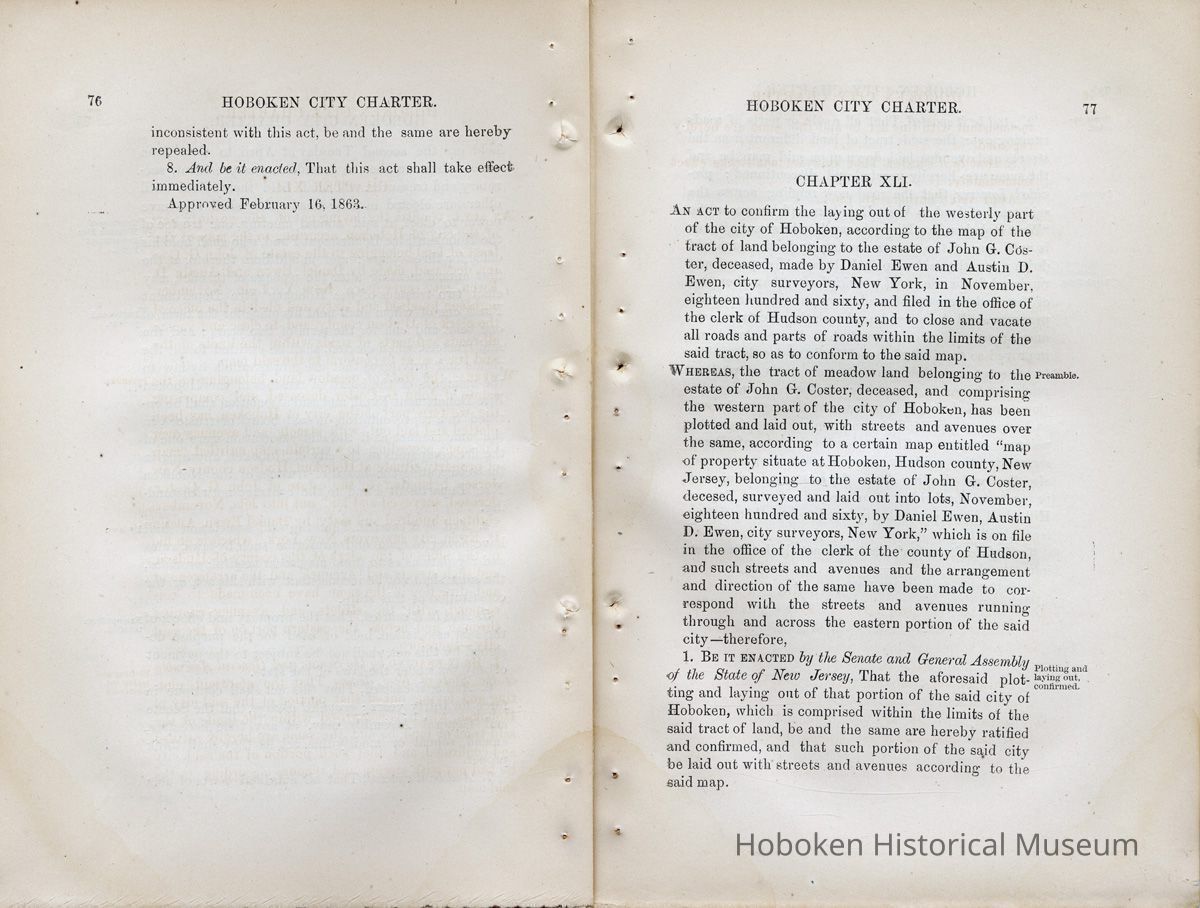 76
HOBOKEN CITY CHARTER.
inconsistent with this act, be and the same are hereby
repealed.
8. And be it enacted, That this act shall take effect
immediately.
Approved February 16, 1863.
HOBOKEN CITY CHARTER.
77
CHAPTER XLI.
AN ACT to confirm the laying out of the westerly part
of the city of Hoboken, according to the map of the
tract of land belonging to the estate of John G. Cos-
ter, deceased, made by Daniel Ewen and Austin D.
Ewen, city surveyors, New York, in November,
eighteen hundred and sixty, and filed in the office of
the clerk of Hudson county, and to close and vacate
all roads and parts of roads within the limits of the
said tract, so as to conform to the said map.
WHEREAS, the tract of meadow land belonging to the
Preamble.
estate of John G. Coster, deceased, and comprising
the western part of the city of Hoboken, has been
plotted and laid out, with streets and avenues over
the same, according to a certain map entitled “map
of property situate at Hoboken, Hudson county, New
Jersey, belonging to the estate of John G. Coster,
decesed, surveyed and laid out into lots, November,
eighteen hundred and sixty, by Daniel Ewen, Austin
D. Ewen, city surveyors, New York,” which is on file
in the office of the clerk of the county of Hudson,
and such streets and avenues and the arrangement
and direction of the same have been made to cor-
respond with the streets and avenues running
through and across the eastern portion of the said
city—therefore,
1. BE IT ENACTED by the Senate and General Assembly
of the State of New Jersey, That the aforesaid plot-
ting and laying out of that portion of the said city of
Plotting and
laying out,
confirmed.
Hoboken, which is comprised within the limits of the
said tract of land, be and the same are hereby ratified
and confirmed, and that such portion of the said city
be laid out with streets and avenues according to the
said map.
Hoboken Historical Museum